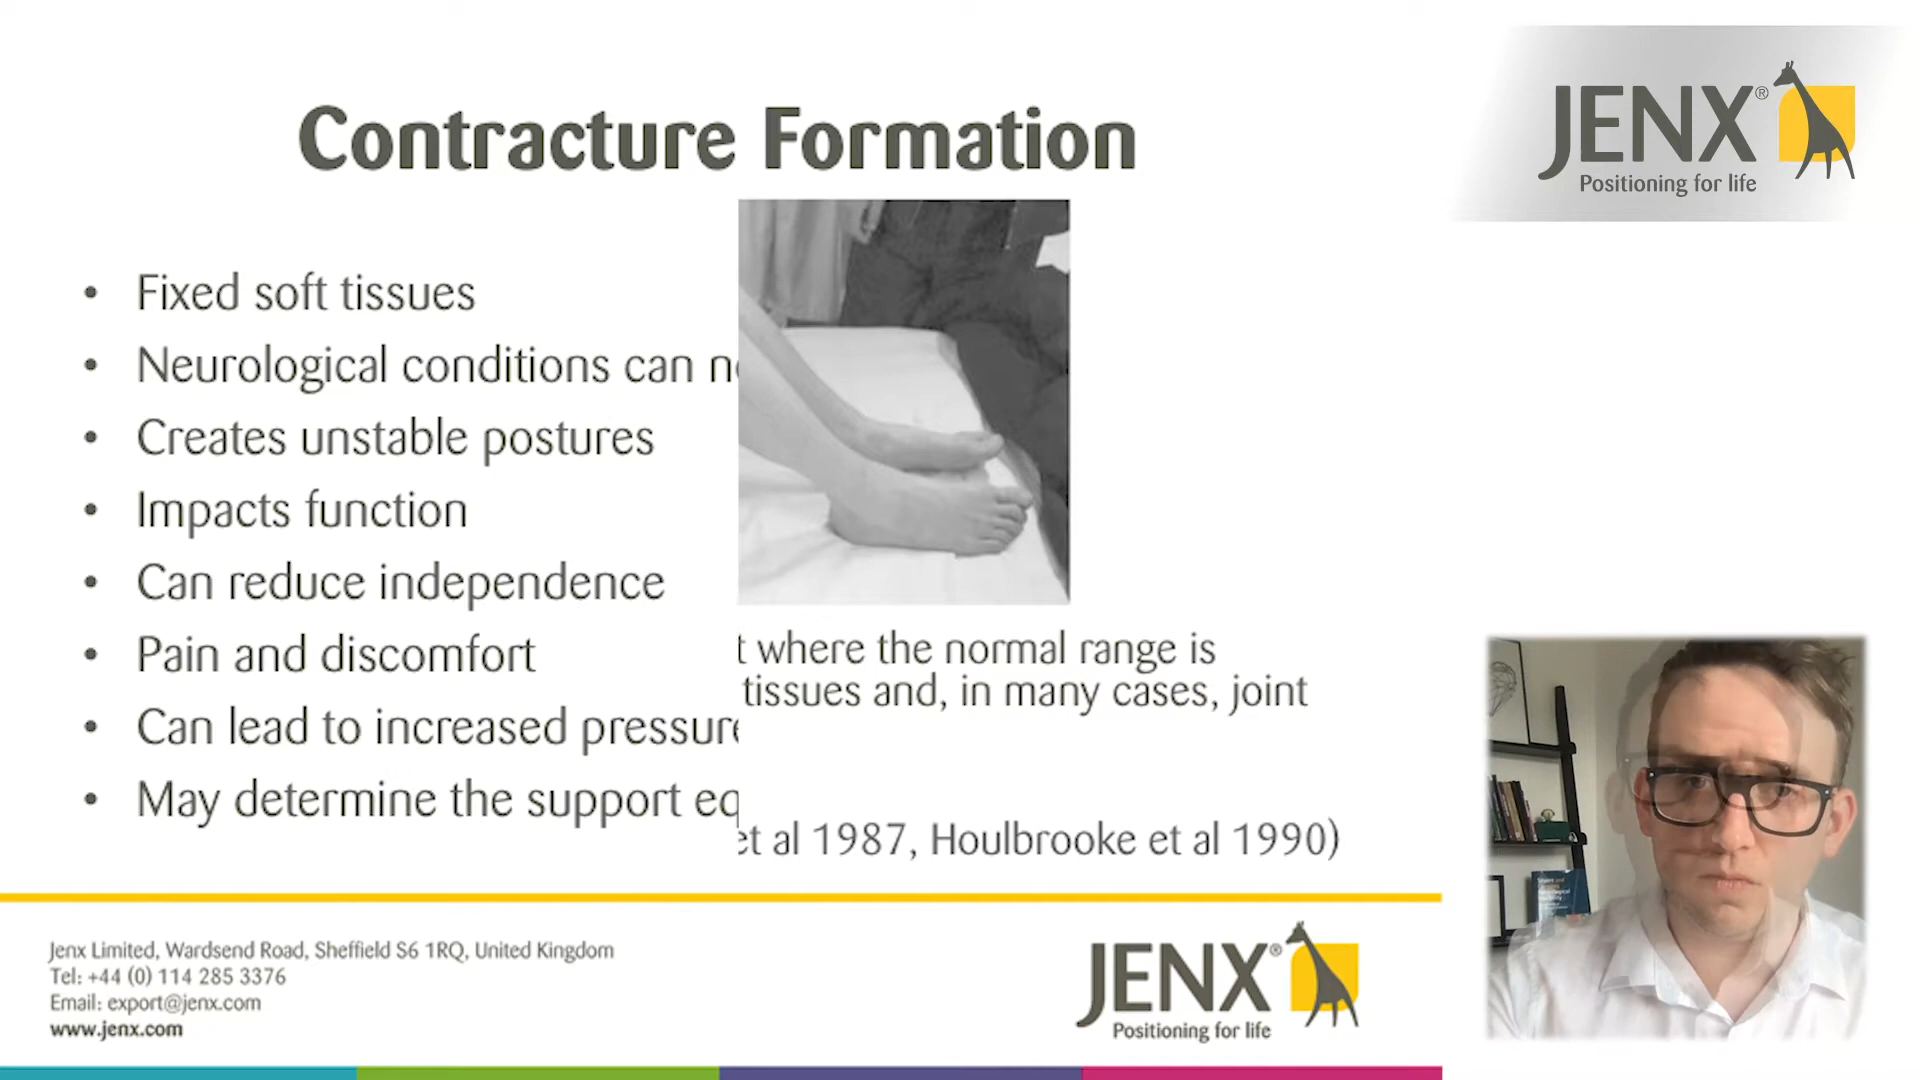 Contracture Formation
JENX®
Positioning for life
• Fixed soft tissues
• Neurological conditions can
• Creates unstable postures
• Impacts function
• Can reduce independence
• Pain and discomfort
where the normal range is
tissues and, in many cases, joint
• Can lead to increased
• May determine the support
et al 1987, Houlbrooke et al 1990)
Jenx Limited, Wardsend Road, Sheffield S6 1RQ, United Kingdom
Tel: +44 (0) 114 285 3376
Email: export@jenx.com
www.jenx.com
JENX®
Positioning for life